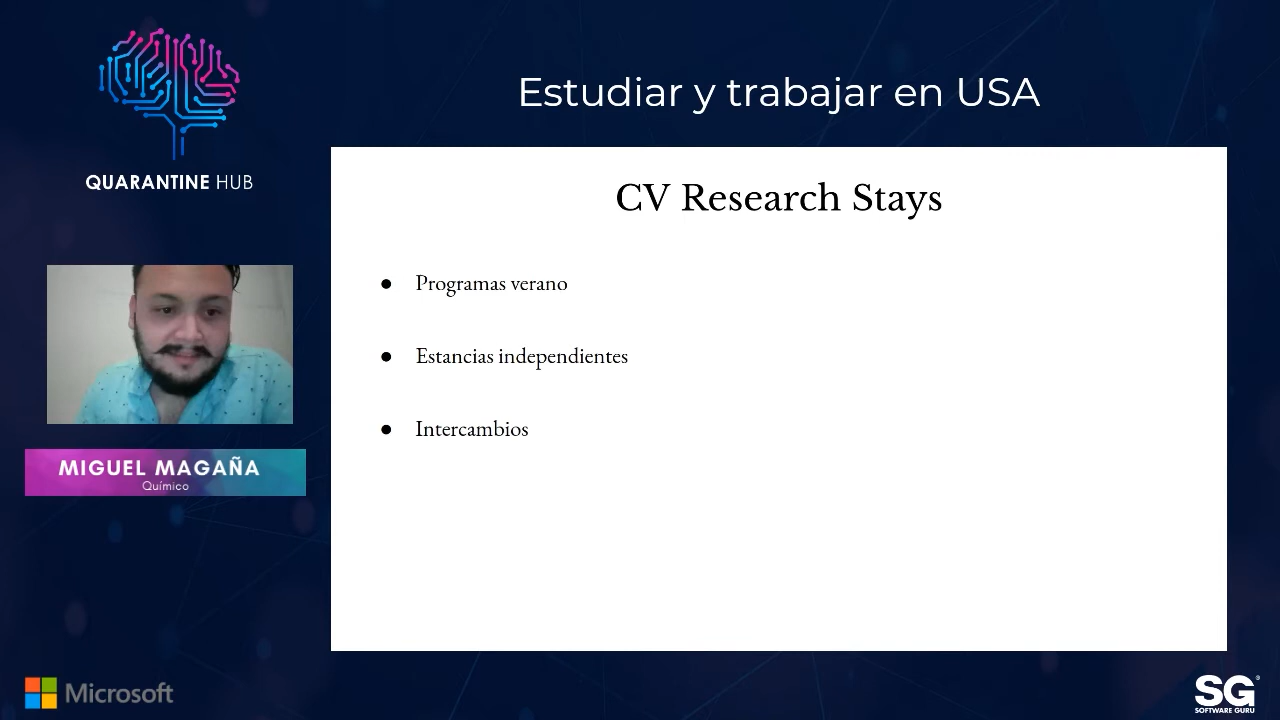 QUARANTINE HUB
Estudiar y trabajar en USA
CV Research Stays
● Programas verano
● Estancias independientes
● Intercambios
MIGUEL MAGAÑA
Químico
Microsoft
SG®
SOFTWARE GURU